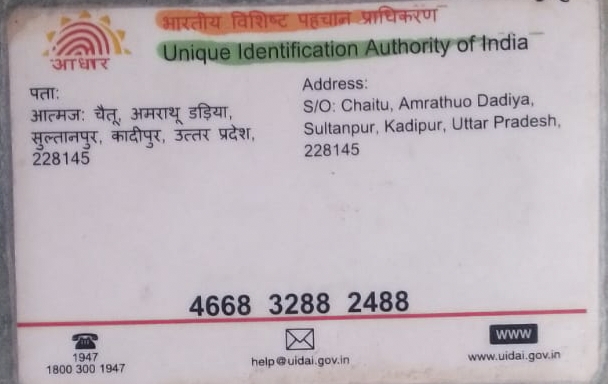 भारतीय विशिष्ट पहचान प्राधिकरण
Unique Identification Authority of India
आधार
पता:
आत्मज: चैतू, अमराथू डड़िया,
सुल्तानपुर, कादीपुर, उत्तर प्रदेश,
228145
Address:
S/O: Chaitu, Amrathuo Dadiya,
Sultanpur, Kadipur, Uttar Pradesh,
228145
4668 3288 2488
1947
1800 300 1947
help@uidai.gov.in
WWW
www.uidai.gov.in